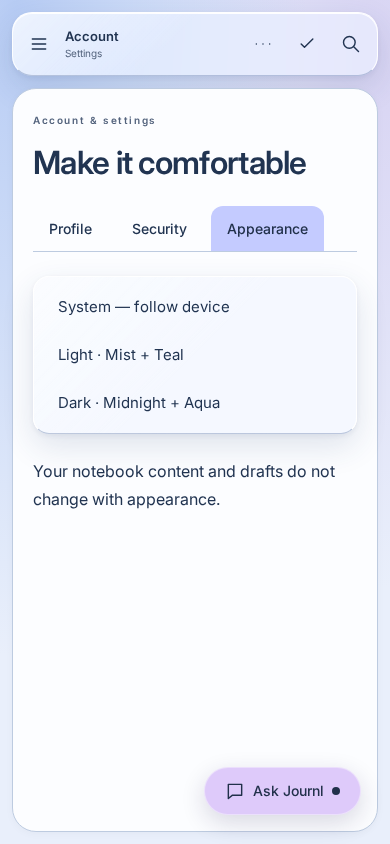 Account
Settings
...
Account & settings
Make it comfortable
Profile
Security
Appearance
System — follow device
Light · Mist + Teal
Dark · Midnight + Aqua
Your notebook content and drafts do not
change with appearance.
Ask Journl